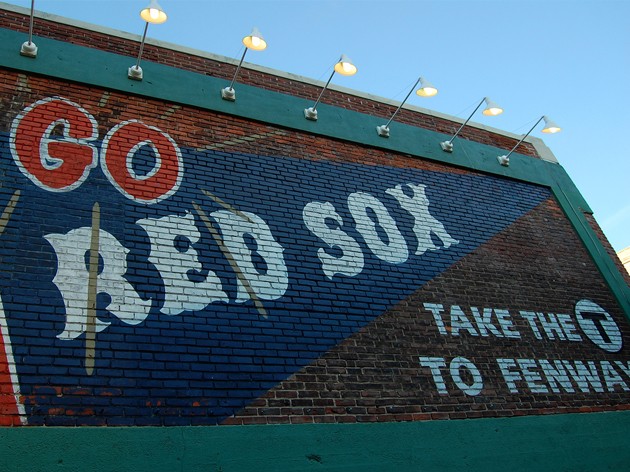 GO
RED SOX
TAKE THE T
TO FENWAY